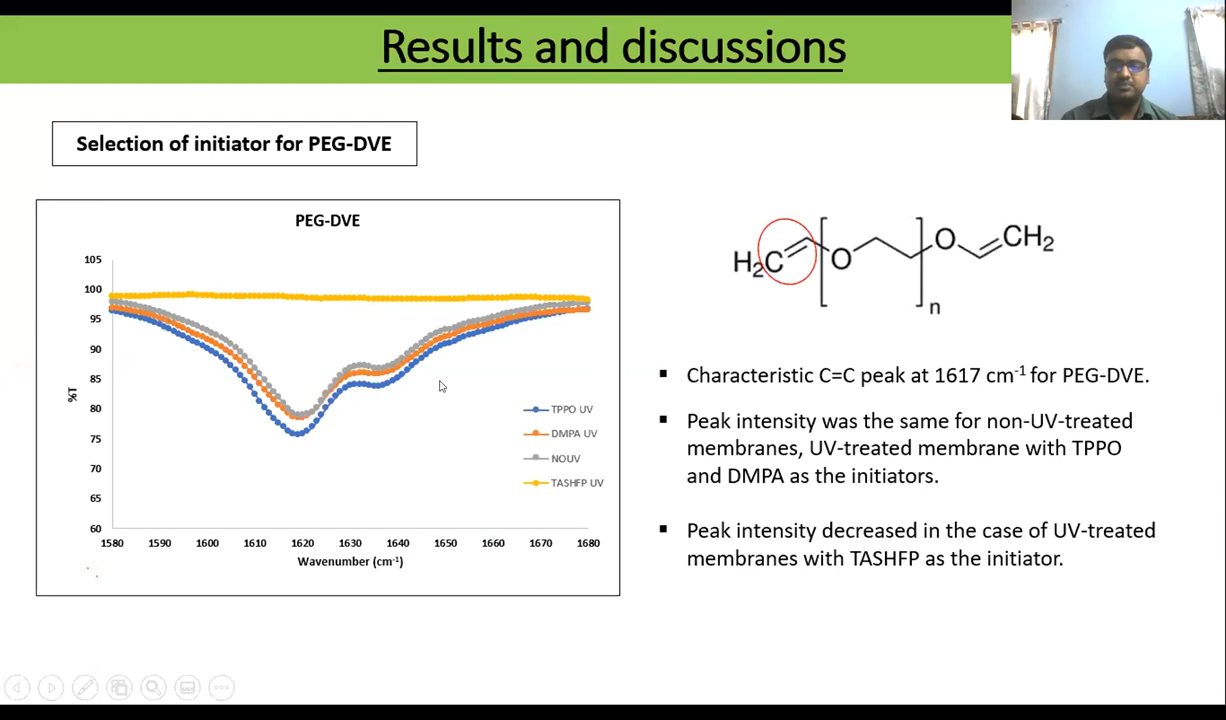 Results and discussions
Selection of initiator for PEG-DVE
PEG-DVE
105
100
95
90
85
80
75
70
65
60
%T
1580 1590 1600 1610 1620 1630 1640 1650 1660 1670 1680
Wavenumber (cm⁻¹)
TPPO UV
DMPA UV
NOUV
TASHFP UV
H₂C O O CH₂
n
▪ Characteristic C=C peak at 1617 cm⁻¹ for PEG-DVE.
▪ Peak intensity was the same for non-UV-treated
membranes, UV-treated membrane with TPPO
and DMPA as the initiators.
▪ Peak intensity decreased in the case of UV-treated
membranes with TASHFP as the initiator.